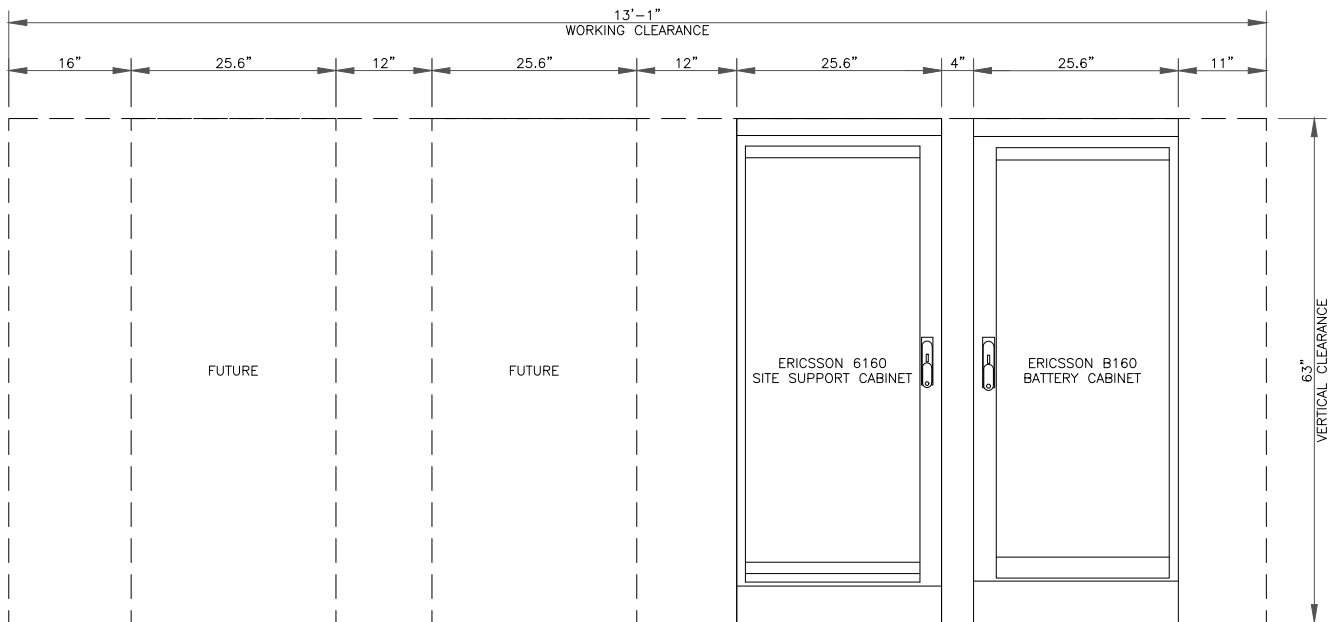 13'-1"
WORKING CLEARANCE
16" 25.6" 12" 25.6" 12" 25.6" 4" 25.6" 11"
FUTURE
FUTURE
ERICSSON 6160
SITE SUPPORT CABINET
ERICSSON B160
BATTERY CABINET
63"
VERTICAL CLEARANCE